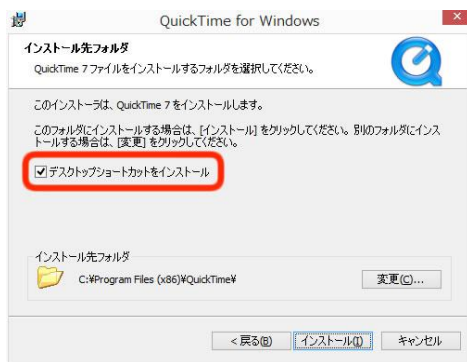 QuickTime for Windows
インストール先フォルダ
QuickTime 7 ファイルをインストールするフォルダを選択してください。
このインストーラは、QuickTime 7 をインストールします。
このフォルダにインストールする場合は、[インストール] をクリックしてください。別のフォルダにインス
トールする場合は、[変更] をクリックしてください。
デスクトップショートカットをインストール
インストール先フォルダ
C:¥Program Files (x86)¥QuickTime¥
変更(C)...
< 戻る(B)
インストール(I)
キャンセル